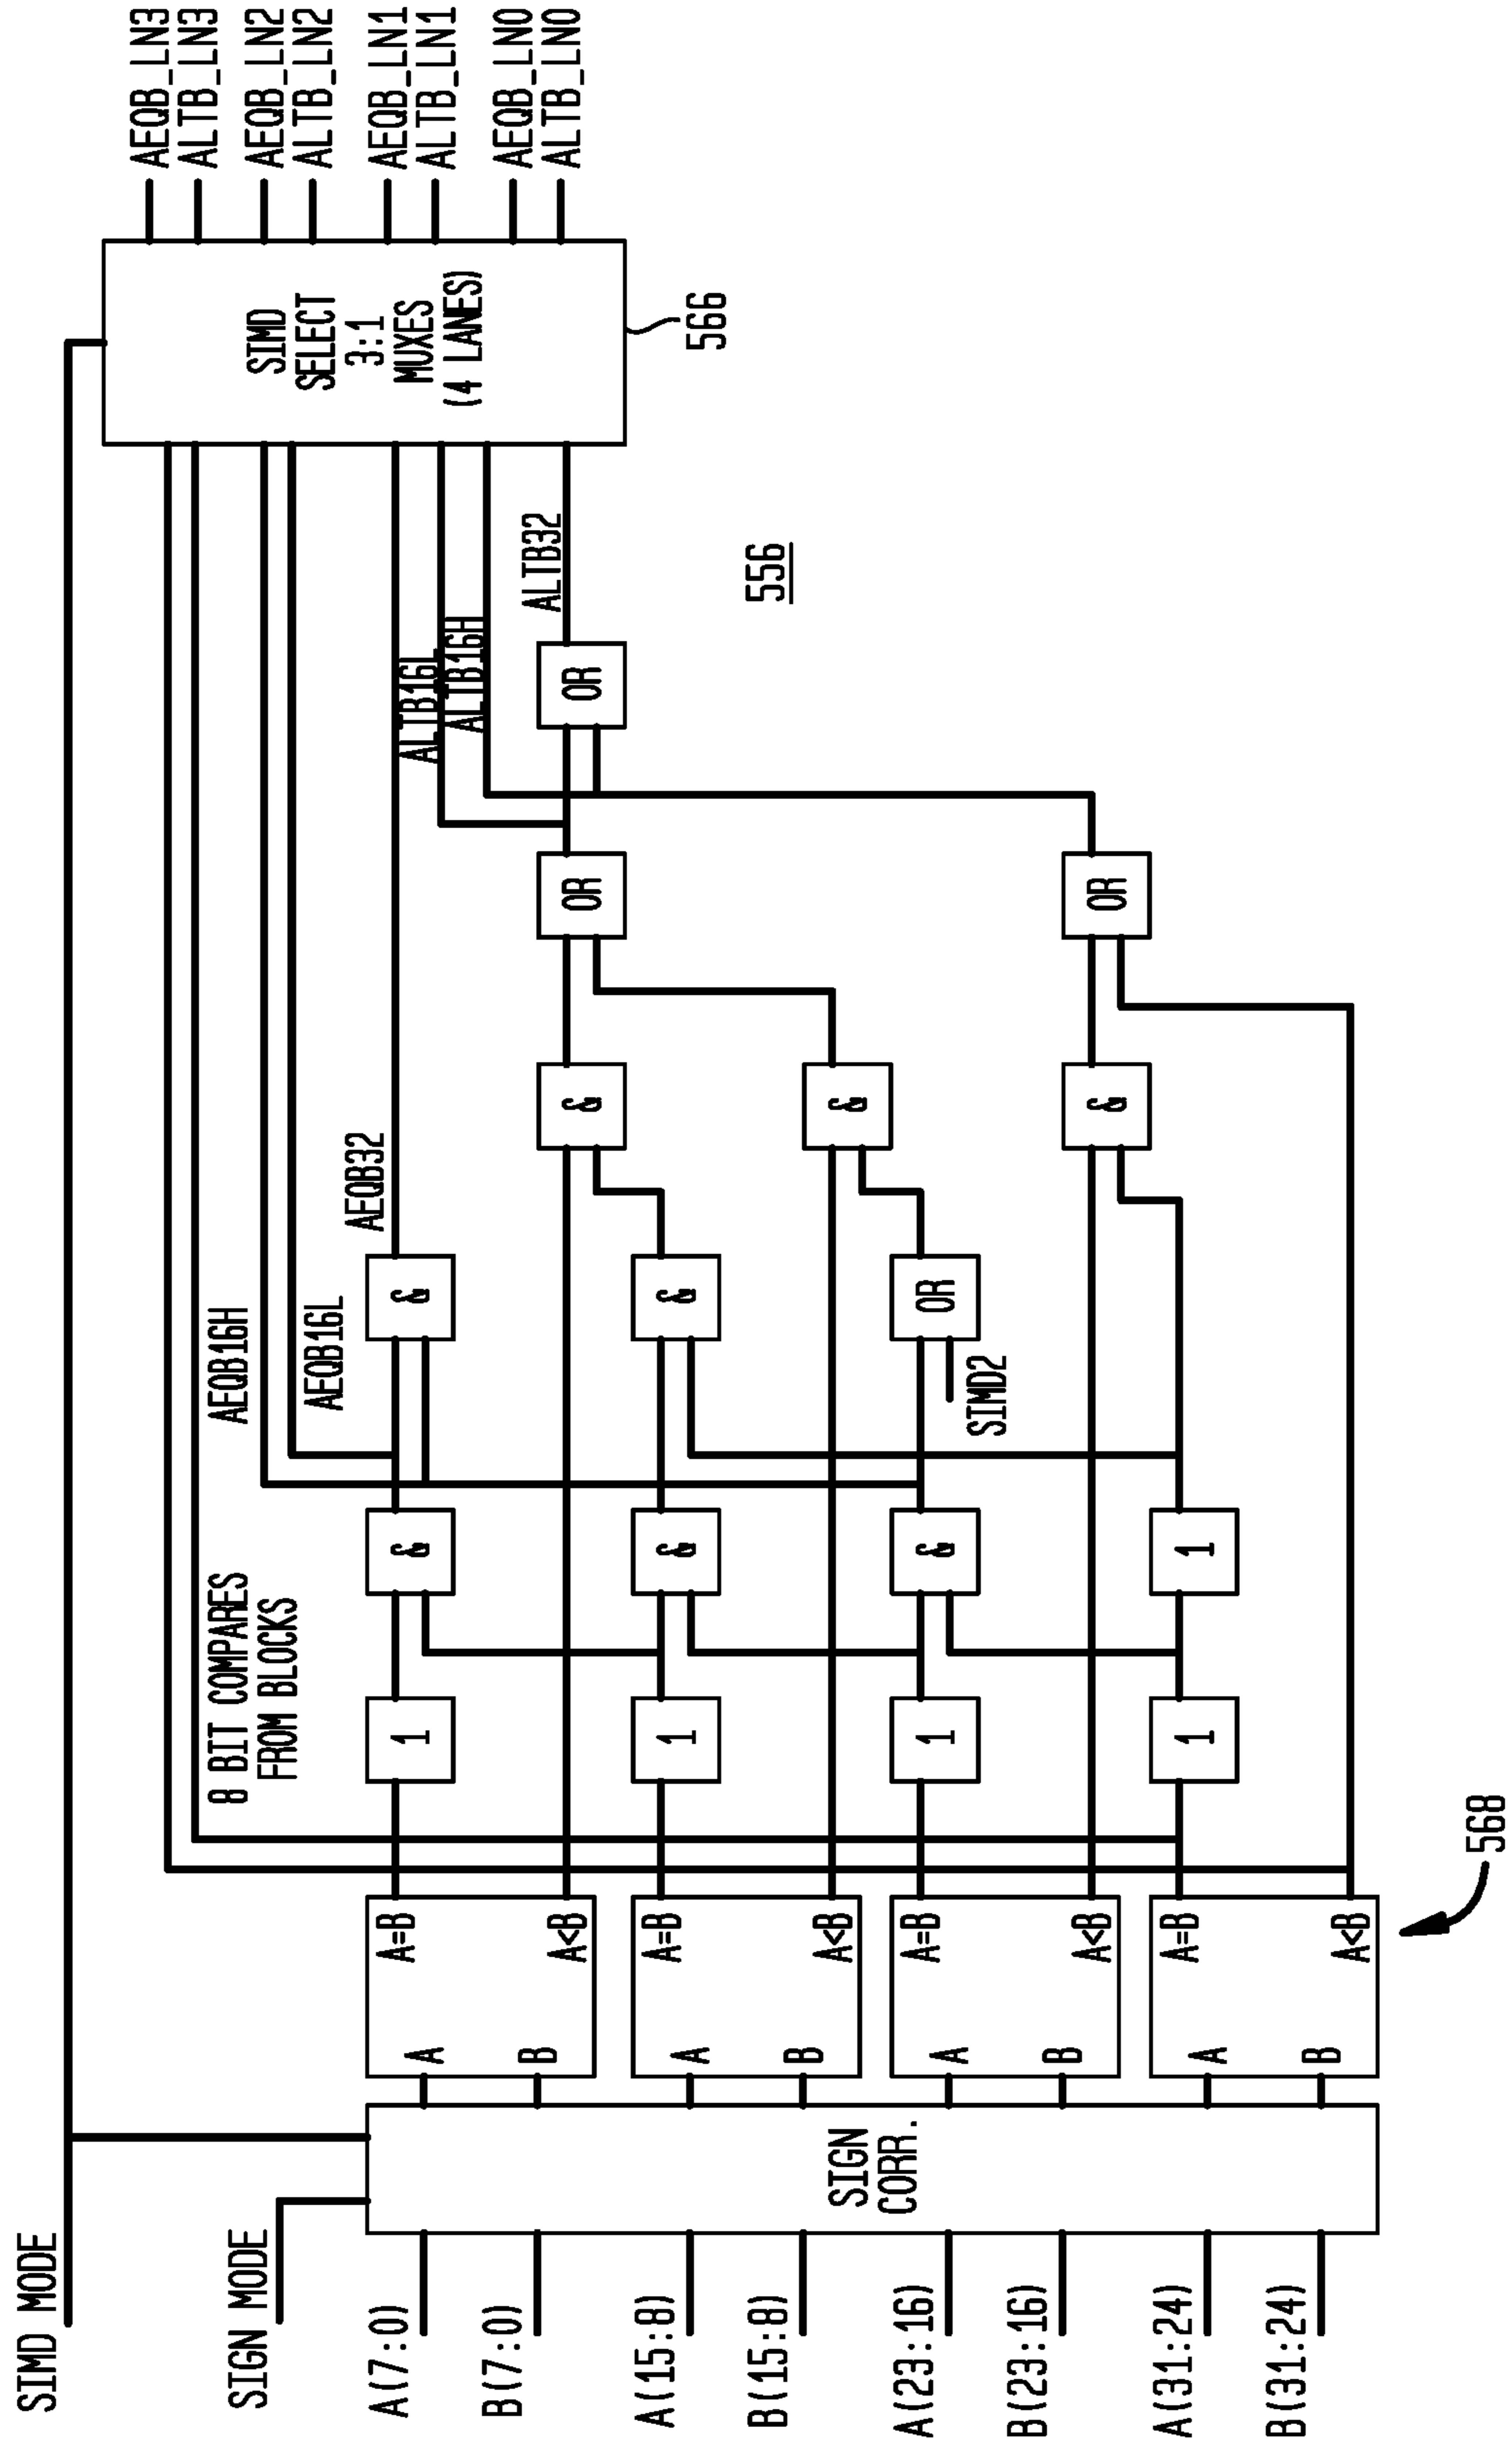 SIMD MODE
SIGN MODE
A(7:0)
B(7:0)
A(15:8)
B(15:8)
A(23:16)
B(23:16)
A(31:24)
B(31:24)
SIGN
CORR.
A
B
A=B
A<B
A
B
A=B
A<B
A
B
A=B
A<B
A
B
A=B
A<B
568
8 BIT COMPARES
FROM BLOCKS
1
1
1
1
&
&
&
1
AEQB16H
AEQB16L
&
&
OR
SIMD2
AEQB32
&
&
&
OR
OR
ALTB16L
ALTB16H
OR
ALTB32
556
SIMD
SELECT
3:1
MUXES
(4 LANES)
566
AEQB_LN3
ALTB_LN3
AEQB_LN2
ALTB_LN2
AEQB_LN1
ALTB_LN1
AEQB_LN0
ALTB_LN0